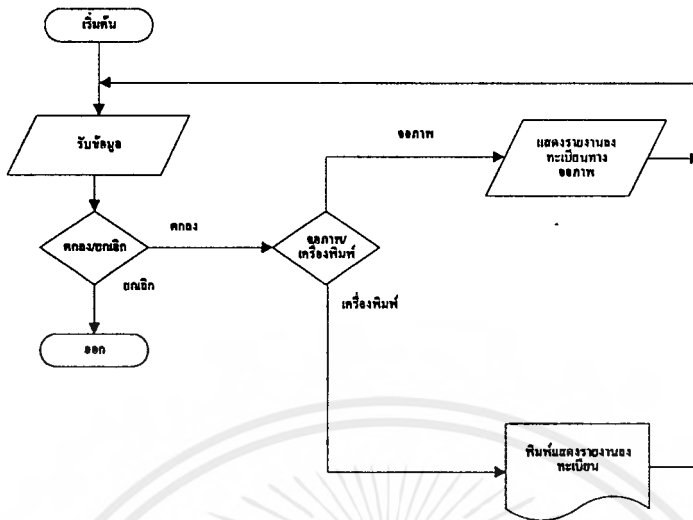 เริ่มต้น
รับข้อมูล
ตกลง/ยกเลิก
ตกลง
ยกเลิก
ออก
จอภาพ/
เครื่องพิมพ์
จอภาพ
เครื่องพิมพ์
แสดงรายงานลง
ทะเบียนทาง
จอภาพ
พิมพ์แสดงรายงานลง
ทะเบียน